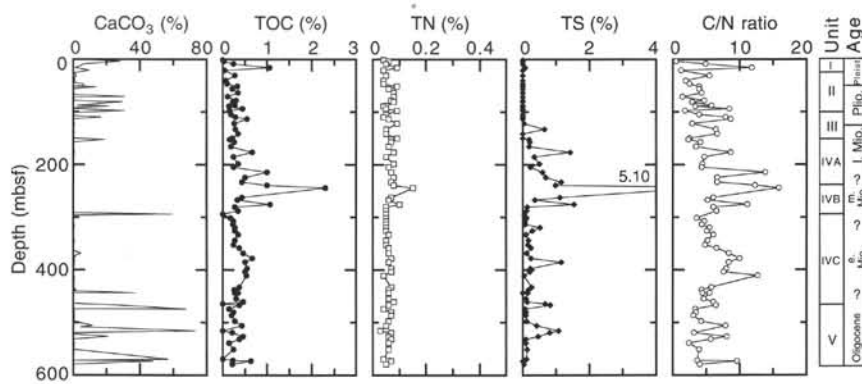 CaCO3 (%) TOC (%) TN (%) TS (%) C/N ratio Unit Age
0 40 80 0 1 2 3 0 0.2 0.4 0 1 2 3 4 0 10 20
0
200
400
600
Depth (mbsf)
5.10
I
II
III
IVA
IVB
IVC
V
Pleist
Plio.
l. Mio.
?
m. Mio.
?
e. Mio.
?
Oligocene